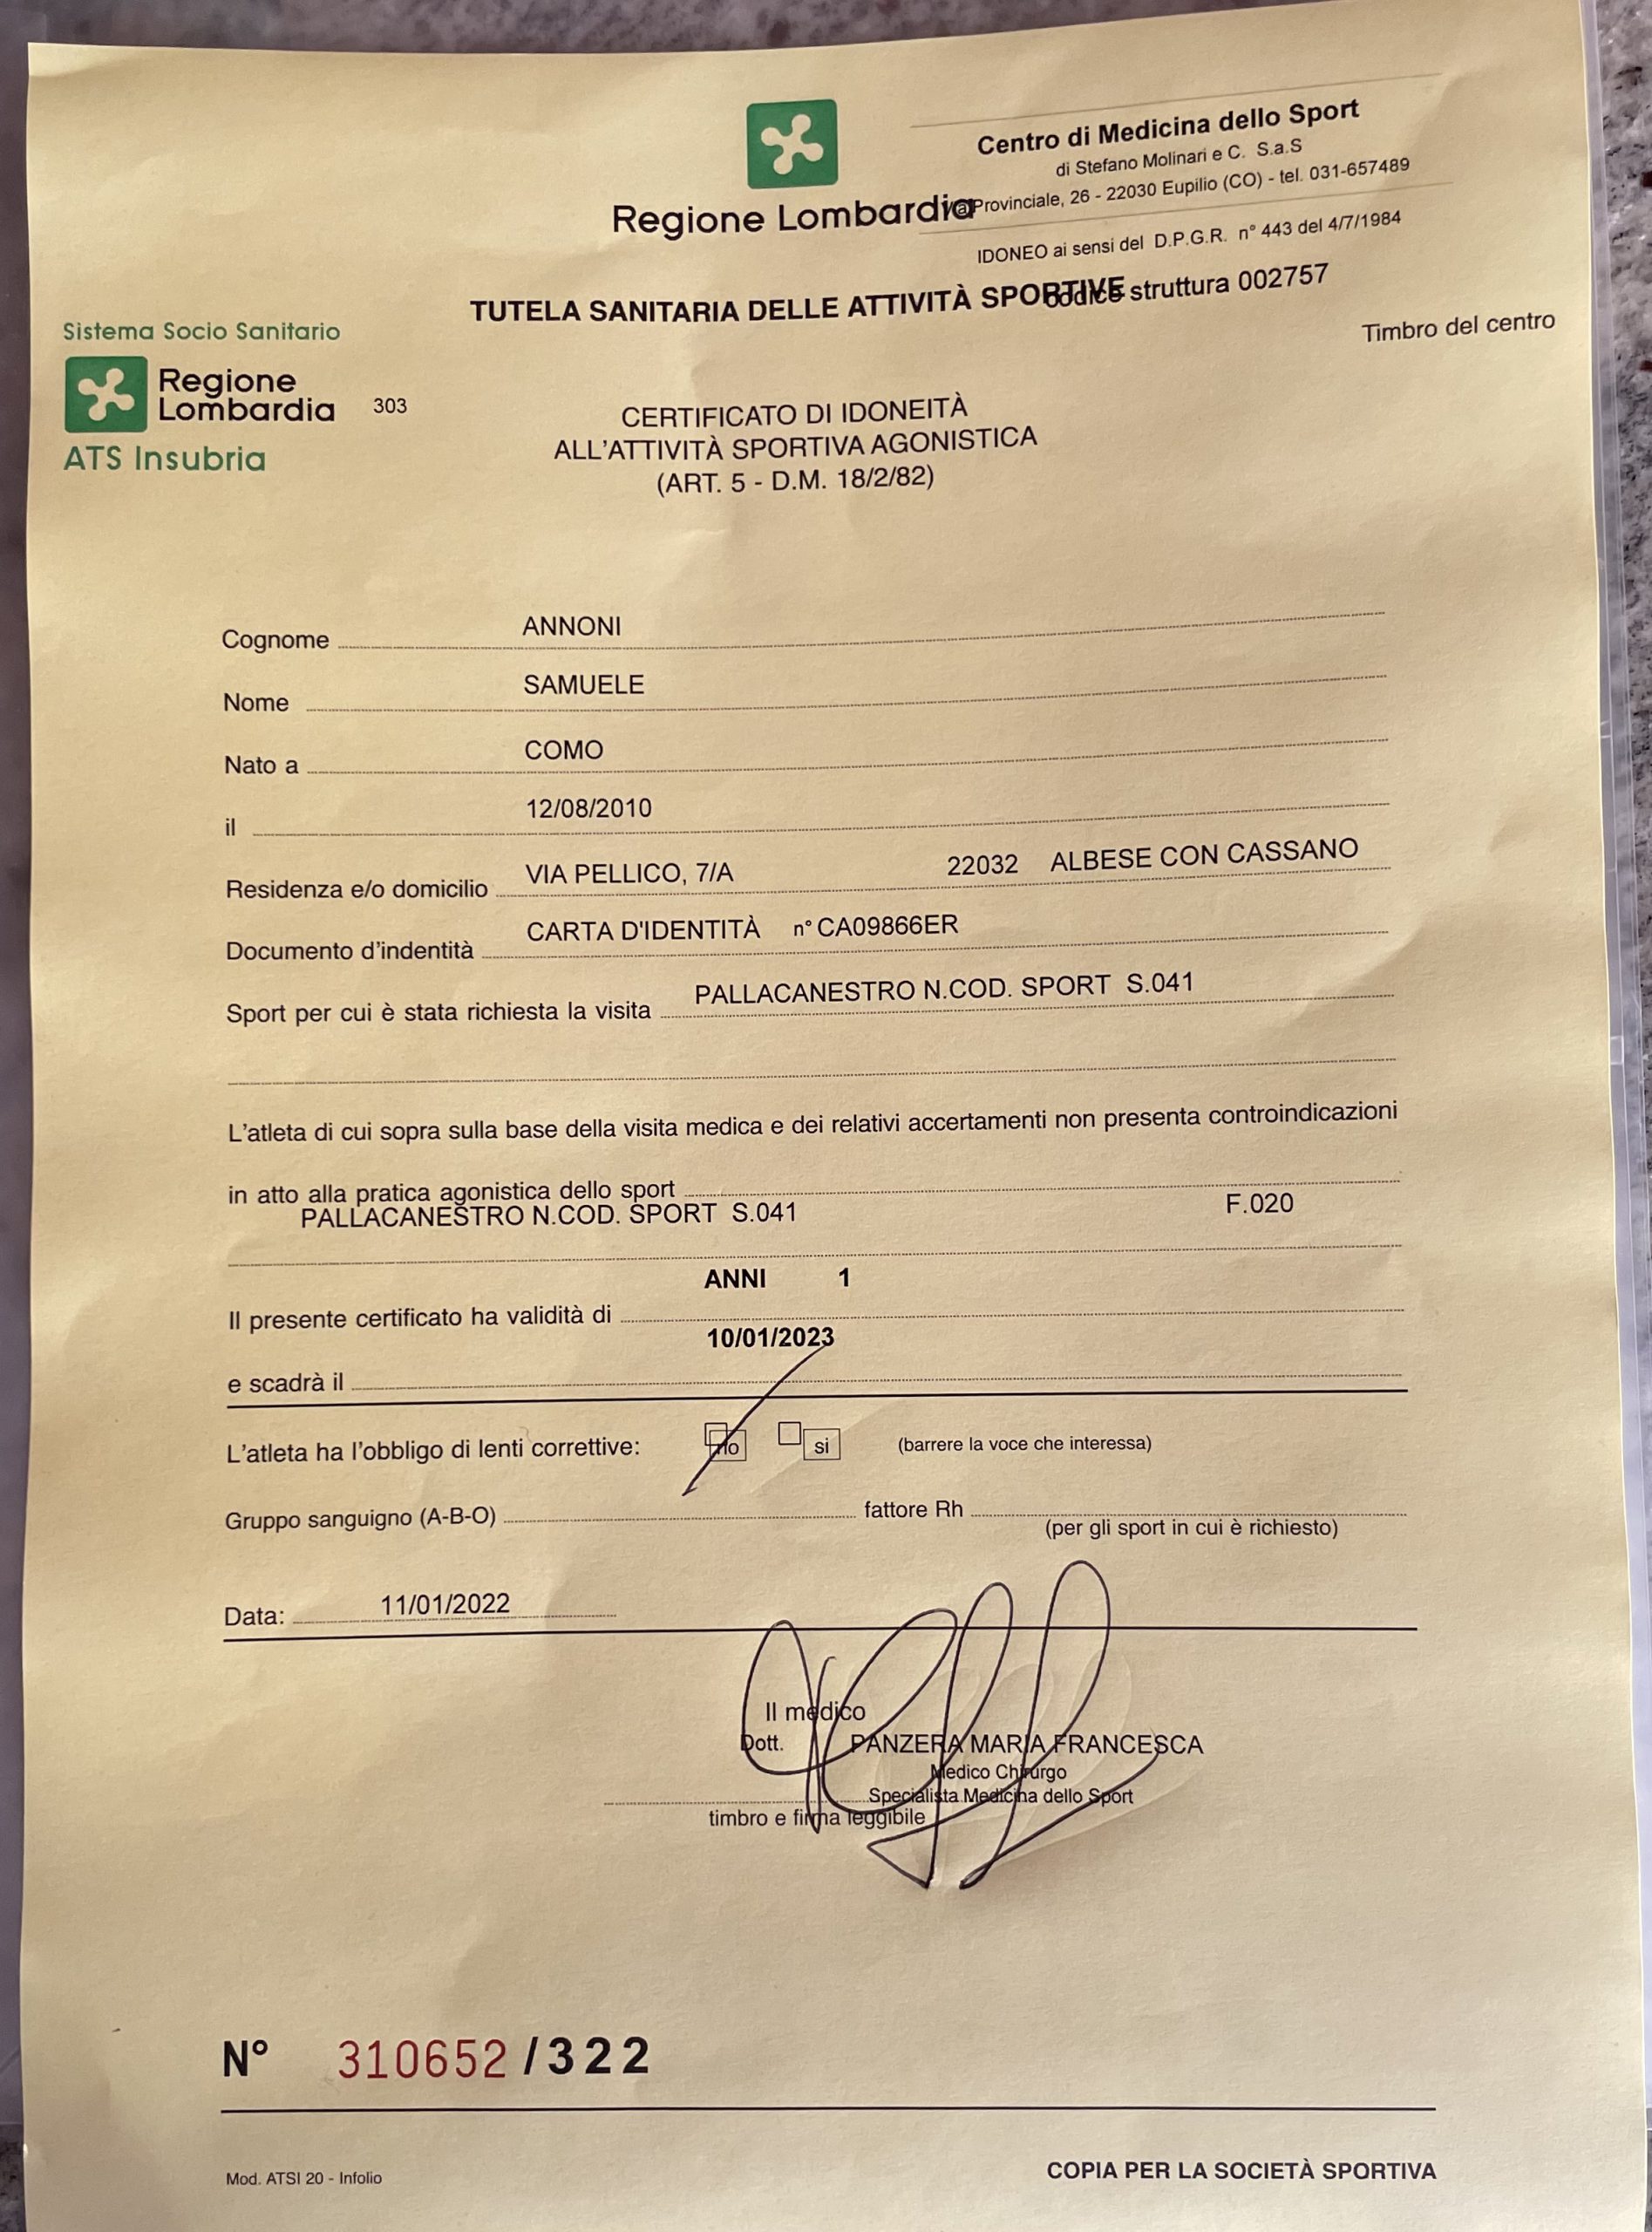 Regione Lombardia
Centro di Medicina dello Sport
di Stefano Molinari e C. S.a.S
Via Provinciale, 26 - 22030 Eupilio (CO) - tel. 031-657489
IDONEO ai sensi del D.P.G.R. n° 443 del 4/7/1984
TUTELA SANITARIA DELLE ATTIVITÀ SPORTIVE
codice struttura 002757
Timbro del centro
Sistema Socio Sanitario
Regione
Lombardia 303
ATS Insubria
CERTIFICATO DI IDONEITÀ
ALL'ATTIVITÀ SPORTIVA AGONISTICA
(ART. 5 - D.M. 18/2/82)
Cognome ANNONI
Nome SAMUELE
Nato a COMO
il 12/08/2010
Residenza e/o domicilio VIA PELLICO, 7/A 22032 ALBESE CON CASSANO
Documento d'indentità CARTA D'IDENTITÀ n° CA09866ER
Sport per cui è stata richiesta la visita PALLACANESTRO N.COD. SPORT S.041
L'atleta di cui sopra sulla base della visita medica e dei relativi accertamenti non presenta controindicazioni
in atto alla pratica agonistica dello sport
PALLACANESTRO N.COD. SPORT S.041 F.020
ANNI 1
Il presente certificato ha validità di
10/01/2023
e scadrà il
L'atleta ha l'obbligo di lenti correttive: no si (barrere la voce che interessa)
Gruppo sanguigno (A-B-O) fattore Rh
(per gli sport in cui è richiesto)
Data: 11/01/2022
Il medico
Dott. PANZERA MARIA FRANCESCA
Medico Chirurgo
Specialista Medicina dello Sport
timbro e firma leggibile
N° 310652 /322
Mod. ATSI 20 - Infolio
COPIA PER LA SOCIETÀ SPORTIVA